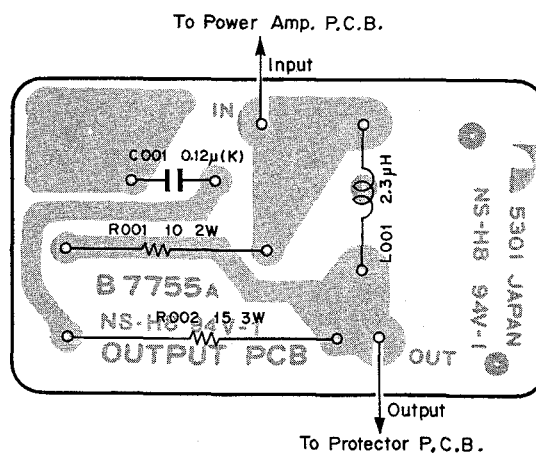 To Power Amp. P.C.B.
Input
IN
C001 0.12μ(K)
2.3μH
L001
R001 10 2W
B7755A
R002 15 3W
NS-H8 94V-1
OUTPUT PCB
OUT
5301 JAPAN
NS-H8 94V-1
Output
To Protector P.C.B.